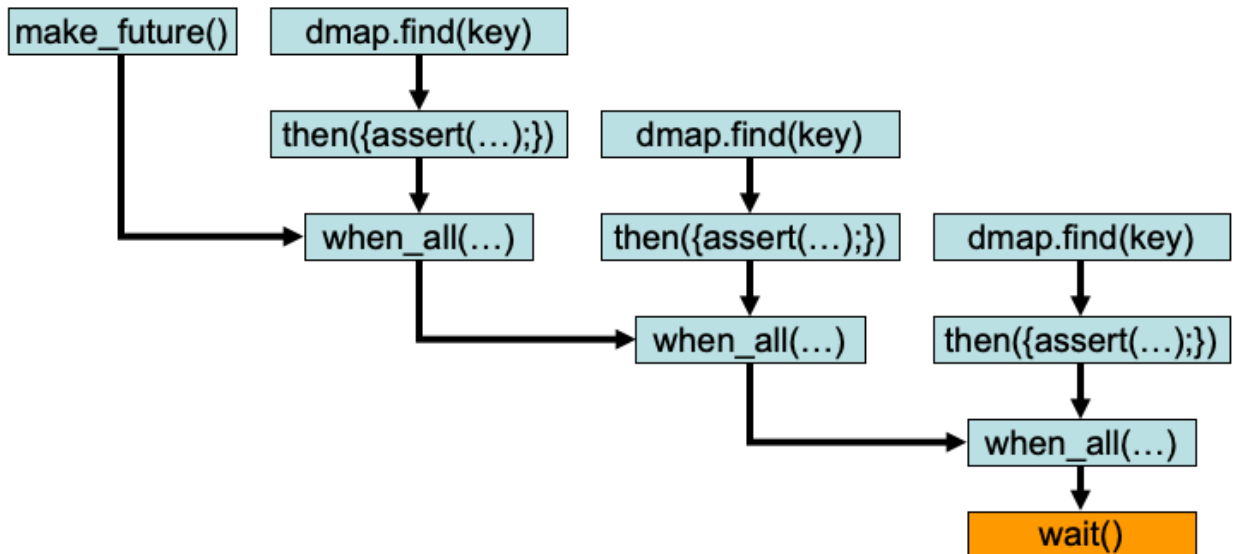 make_future()
dmap.find(key)
then({assert(…);})
dmap.find(key)
when_all(…)
then({assert(…);})
dmap.find(key)
when_all(…)
then({assert(…);})
when_all(…)
wait()